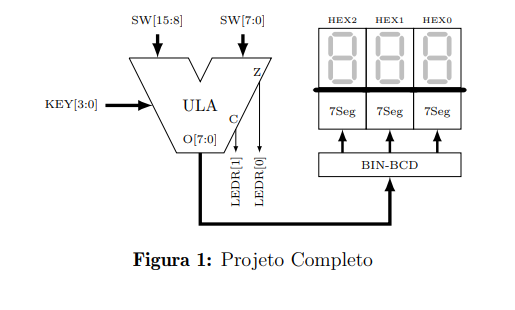 SW[15:8] SW[7:0] HEX2 HEX1 HEX0
Z
KEY[3:0] ULA 7Seg 7Seg 7Seg
C
O[7:0]
LEDR[1] LEDR[0] BIN-BCD
Figura 1: Projeto Completo